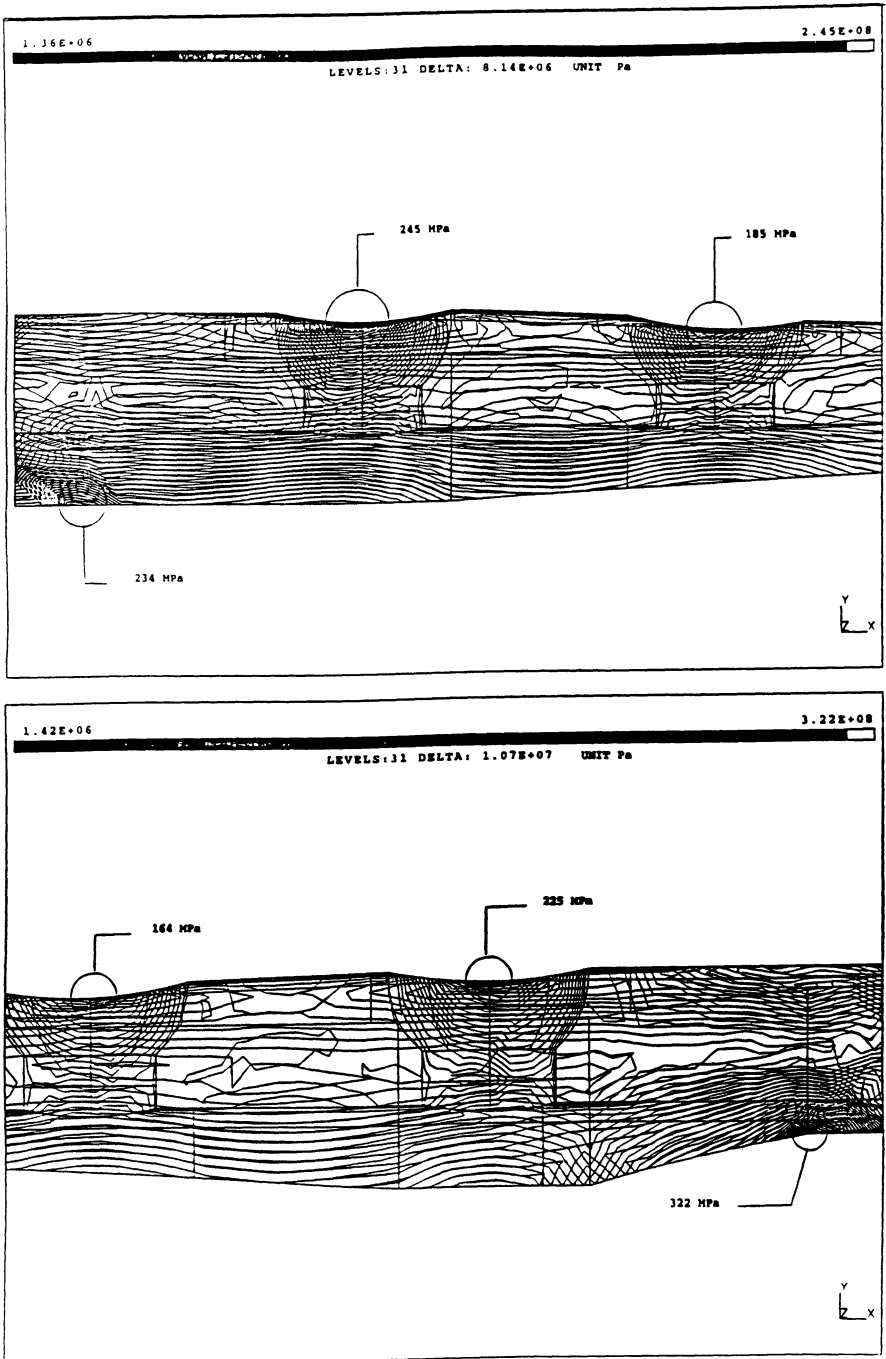 1.36E+06
2.45E+08
LEVELS:31 DELTA: 8.14E+06 UNIT Pa
245 MPa
185 MPa
234 MPa
Y
Z X
1.42E+06
3.22E+08
LEVELS:31 DELTA: 1.07E+07 UNIT Pa
164 MPa
225 MPa
322 MPa
Y
Z X